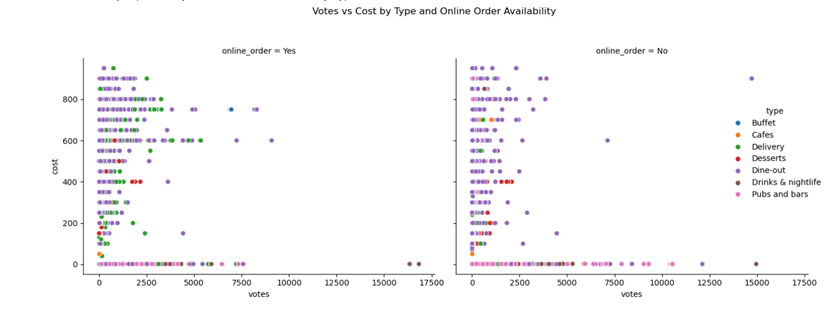 Votes vs Cost by Type and Online Order Availability
online_order = Yes
online_order = No
cost
800
600
400
200
0
type
Buffet
Cafes
Delivery
Desserts
Dine-out
Drinks & nightlife
Pubs and bars
0 2500 5000 7500 10000 12500 15000 17500
0 2500 5000 7500 10000 12500 15000 17500
votes
votes